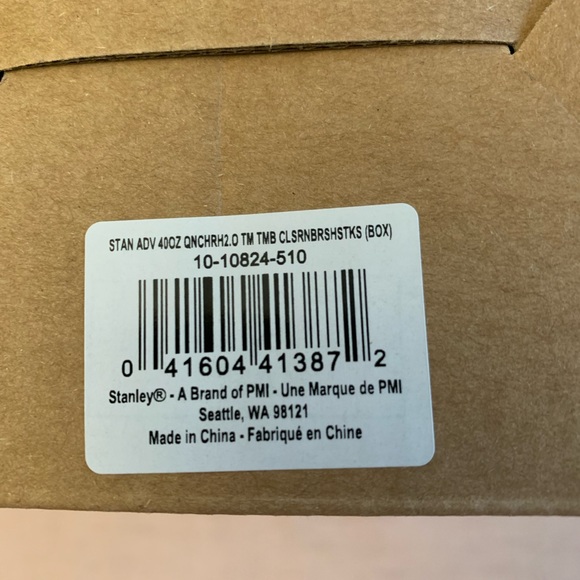 STAN ADV 40OZ QNCHRH2.O TM TMB CLSRNBRSHSTKS (BOX)
10-10824-510
0 41604 41387 2
Stanley® - A Brand of PMI - Une Marque de PMI
Seattle, WA 98121
Made in China - Fabriqué en Chine